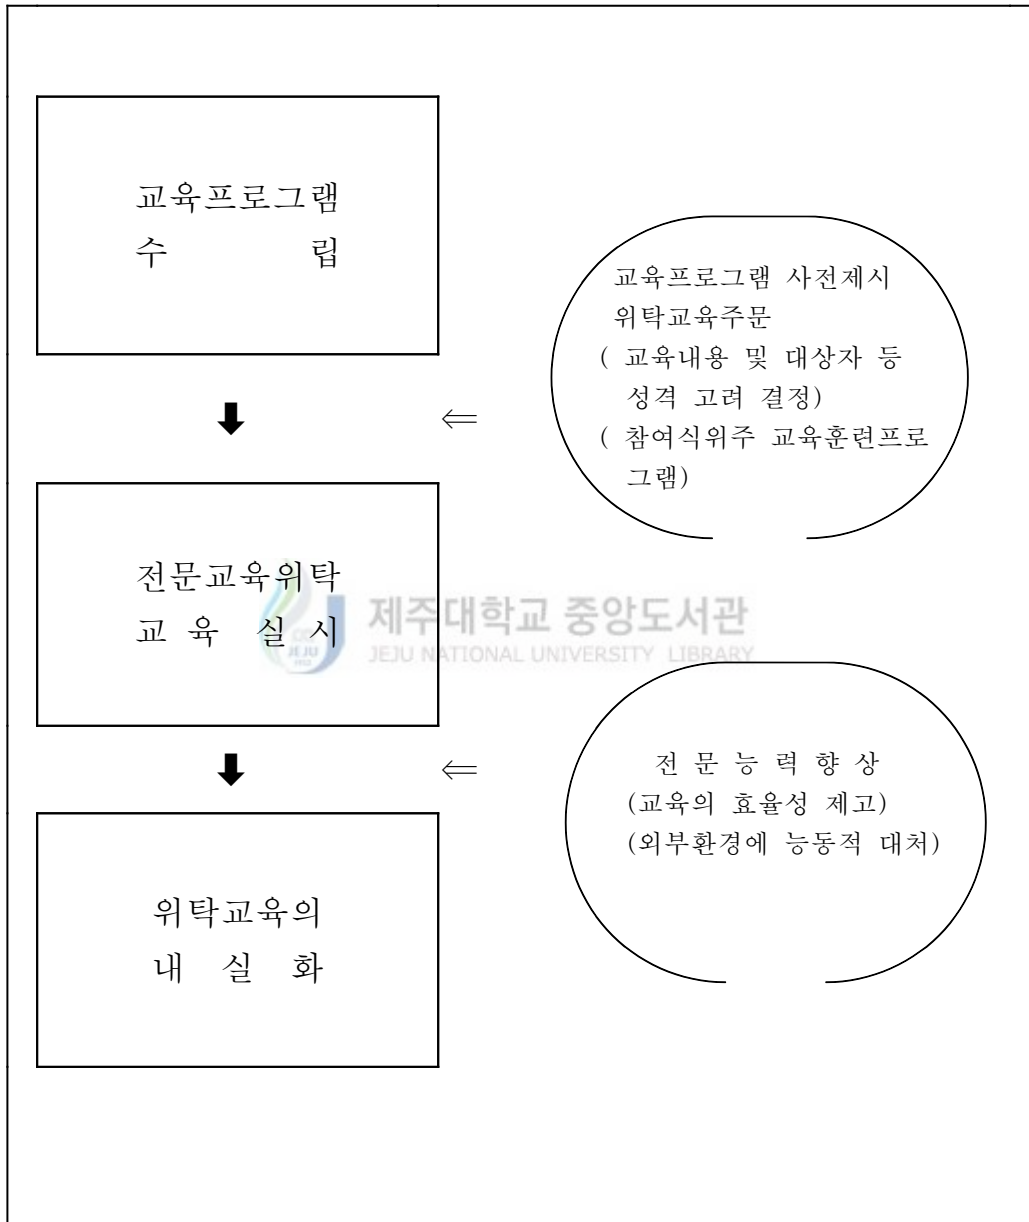 교육프로그램
수 립
교육프로그램 사전제시
위탁교육주문
( 교육내용 및 대상자 등
성격 고려 결정)
( 참여식위주 교육훈련프로
그램)
전문교육위탁
교 육 실 시
제주대학교 중앙도서관
JEJU NATIONAL UNIVERSITY LIBRARY
JEJU
1952
전 문 능 력 향 상
(교육의 효율성 제고)
(외부환경에 능동적 대처)
위탁교육의
내 실 화